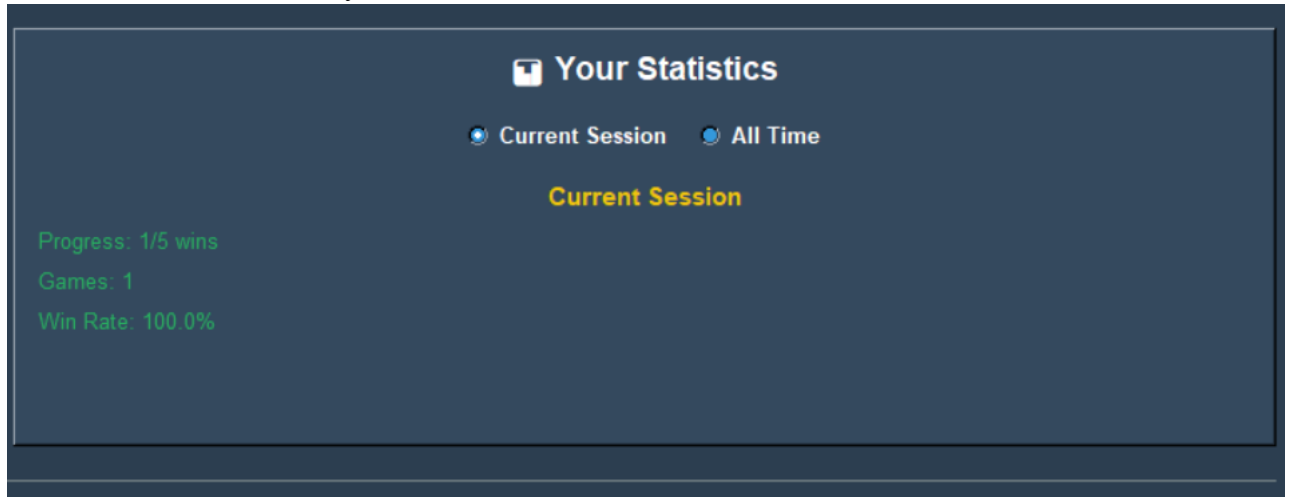 Your Statistics
Current Session All Time
Current Session
Progress: 1/5 wins
Games: 1
Win Rate: 100.0%